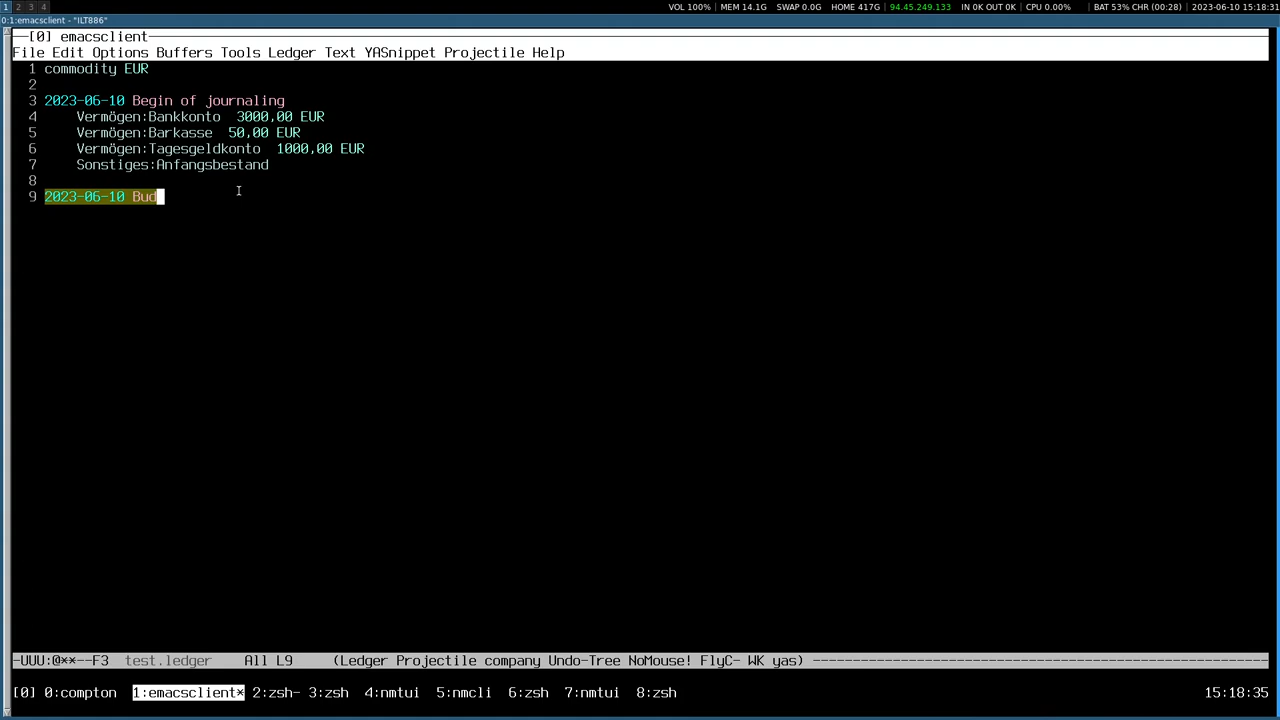 1 2 3 4 VOL 100% | MEM 14.1G SWAP 0.0G | HOME 417G | 94.45.249.133 | IN 0K OUT 0K | CPU 0.00% | BAT 53% CHR (00:28) | 2023-06-10 15:18:31
0:1:emacsclient - "ILT886"
—[0] emacsclient
File Edit Options Buffers Tools Ledger Text YASnippet Projectile Help
1 commodity EUR
2
3 2023-06-10 Begin of journaling
4     Vermögen:Bankkonto  3000,00 EUR
5     Vermögen:Barkasse  50,00 EUR
6     Vermögen:Tagesgeldkonto  1000,00 EUR
7     Sonstiges:Anfangsbestand
8
9 2023-06-10 Bud
-UUU:@**--F3  test.ledger    All L9     (Ledger Projectile company Undo-Tree NoMouse! FlyC- WK yas) ----------------------------------------------------------
[0] 0:compton  1:emacsclient* 2:zsh- 3:zsh  4:nmtui  5:nmcli  6:zsh  7:nmtui  8:zsh 15:18:35